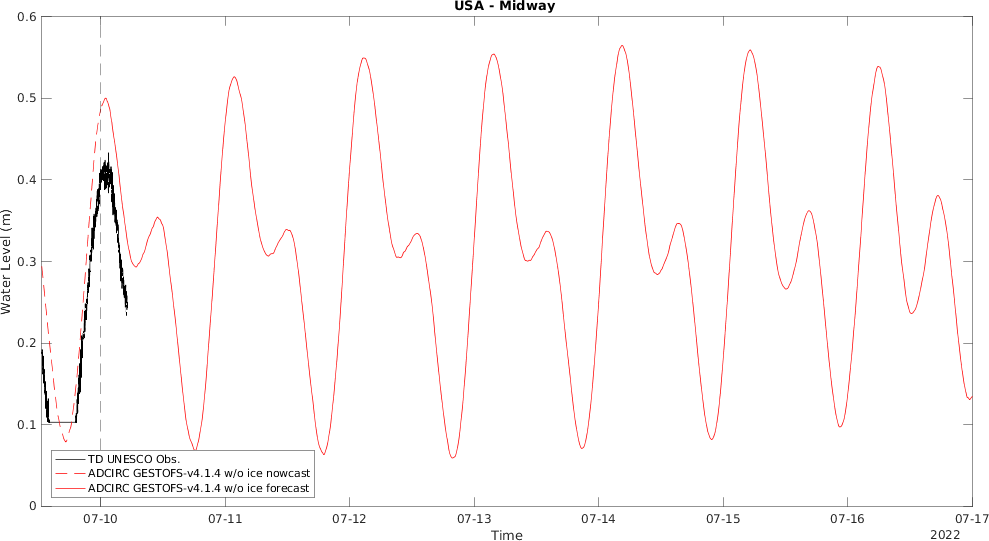 USA - Midway
0.6
0.5
0.4
0.3
0.2
0.1
0
Water Level (m)
TD UNESCO Obs.
ADCIRC GESTOFS-v4.1.4 w/o ice nowcast
ADCIRC GESTOFS-v4.1.4 w/o ice forecast
07-10 07-11 07-12 07-13 07-14 07-15 07-16 07-17
Time
2022